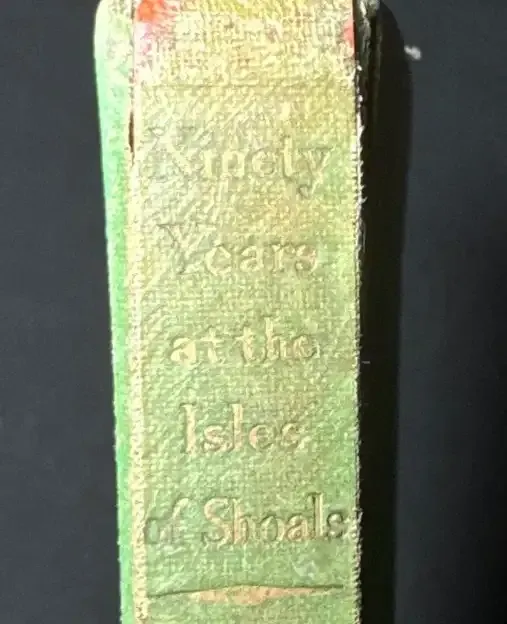 Ninety
Years
at the
Isles
of Shoals